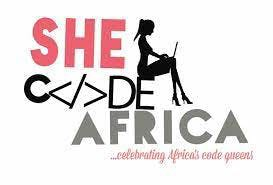 SHE
C</>DE
AFRICA
...celebrating Africa's code queens